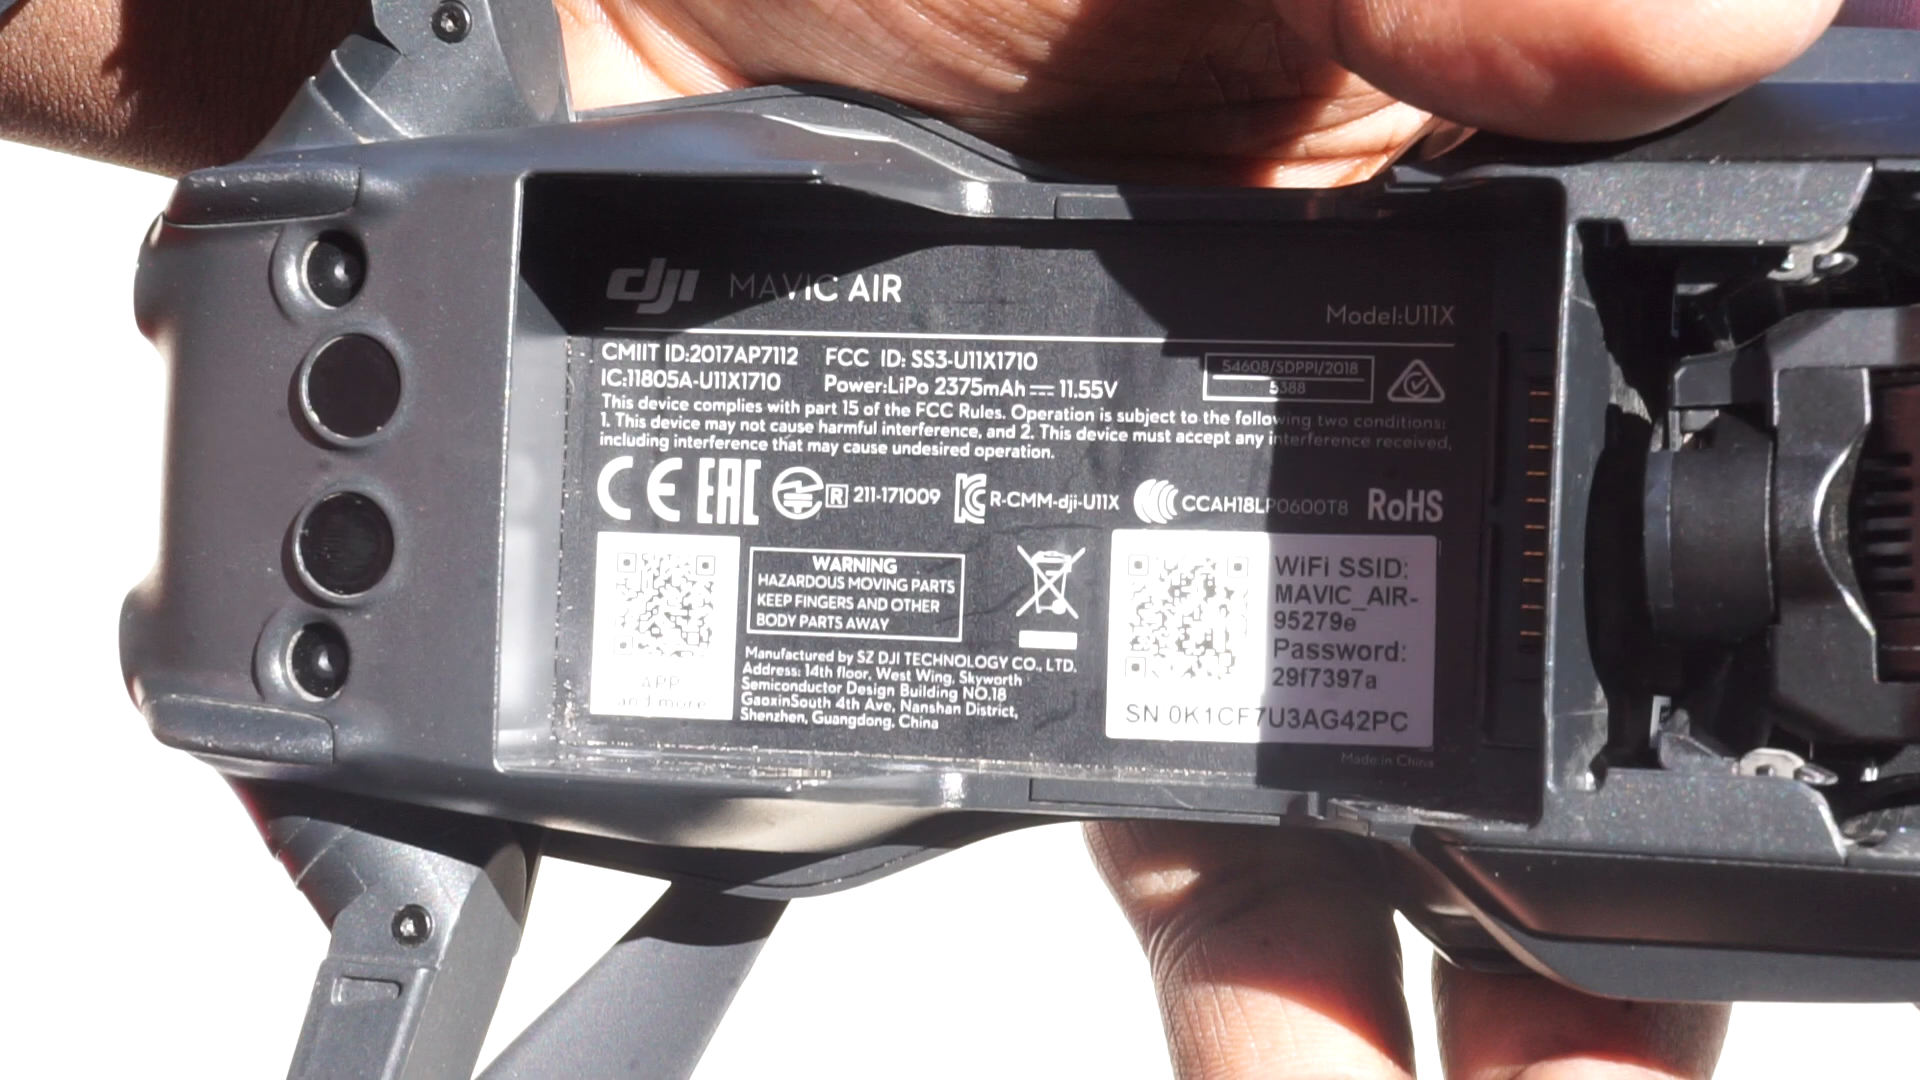 dji MAVIC AIR
Model:U11X
CMIIT ID:2017AP7112 FCC ID: SS3-U11X1710
IC:11805A-U11X1710 Power:LiPo 2375mAh 11.55V
54608/SDPPI/2018
5388
This device complies with part 15 of the FCC Rules. Operation is subject to the following two conditions:
1. This device may not cause harmful interference, and 2. This device must accept any interference received,
including interference that may cause undesired operation.
CE EAC R 211-171009 R-CMM-dji-U11X CCAH18LP0600T8 RoHS
APP
and more
WARNING
HAZARDOUS MOVING PARTS
KEEP FINGERS AND OTHER
BODY PARTS AWAY
Manufactured by SZ DJI TECHNOLOGY CO., LTD.
Address: 14th floor, West Wing, Skyworth
Semiconductor Design Building NO.18
GaoxinSouth 4th Ave, Nanshan District,
Shenzhen, Guangdong, China
WiFi SSID:
MAVIC_AIR-
95279e
Password:
29f7397a
SN 0K1CF7U3AG42PC
Made in China